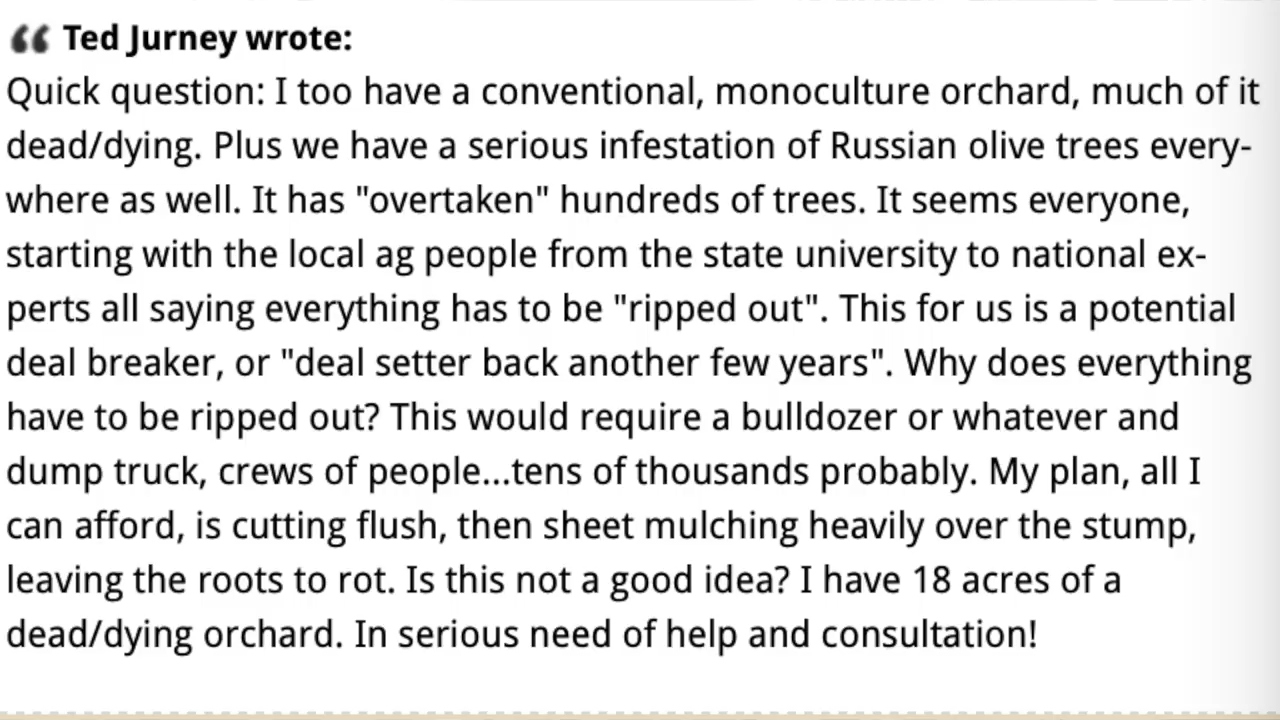 Ted Jurney wrote:
Quick question: I too have a conventional, monoculture orchard, much of it
dead/dying. Plus we have a serious infestation of Russian olive trees every-
where as well. It has "overtaken" hundreds of trees. It seems everyone,
starting with the local ag people from the state university to national ex-
perts all saying everything has to be "ripped out". This for us is a potential
deal breaker, or "deal setter back another few years". Why does everything
have to be ripped out? This would require a bulldozer or whatever and
dump truck, crews of people...tens of thousands probably. My plan, all I
can afford, is cutting flush, then sheet mulching heavily over the stump,
leaving the roots to rot. Is this not a good idea? I have 18 acres of a
dead/dying orchard. In serious need of help and consultation!